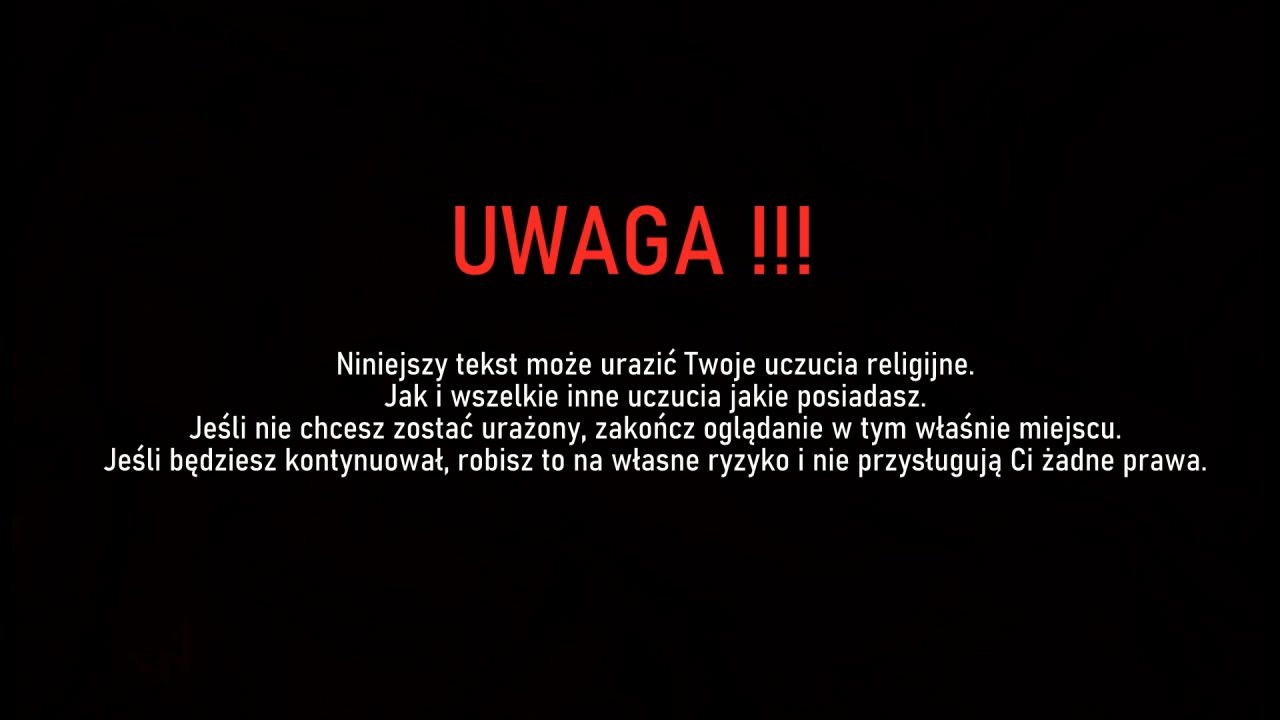 UWAGA !!!
Niniejszy tekst może urazić Twoje uczucia religijne.
Jak i wszelkie inne uczucia jakie posiadasz.
Jeśli nie chcesz zostać urażony, zakończ oglądanie w tym właśnie miejscu.
Jeśli będziesz kontynuował, robisz to na własne ryzyko i nie przysługują Ci żadne prawa.